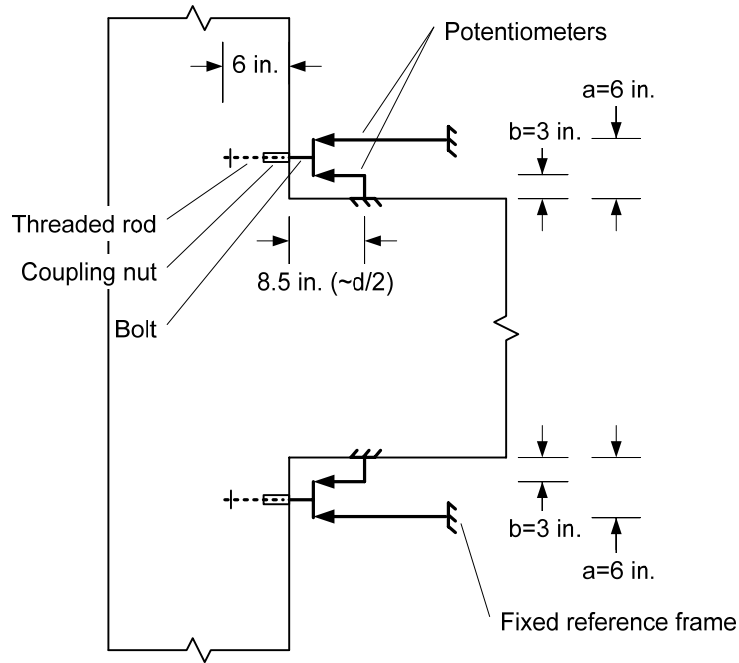 Potentiometers
6 in.
a=6 in.
b=3 in.
Threaded rod
Coupling nut
8.5 in. (~d/2)
Bolt
b=3 in.
a=6 in.
Fixed reference frame